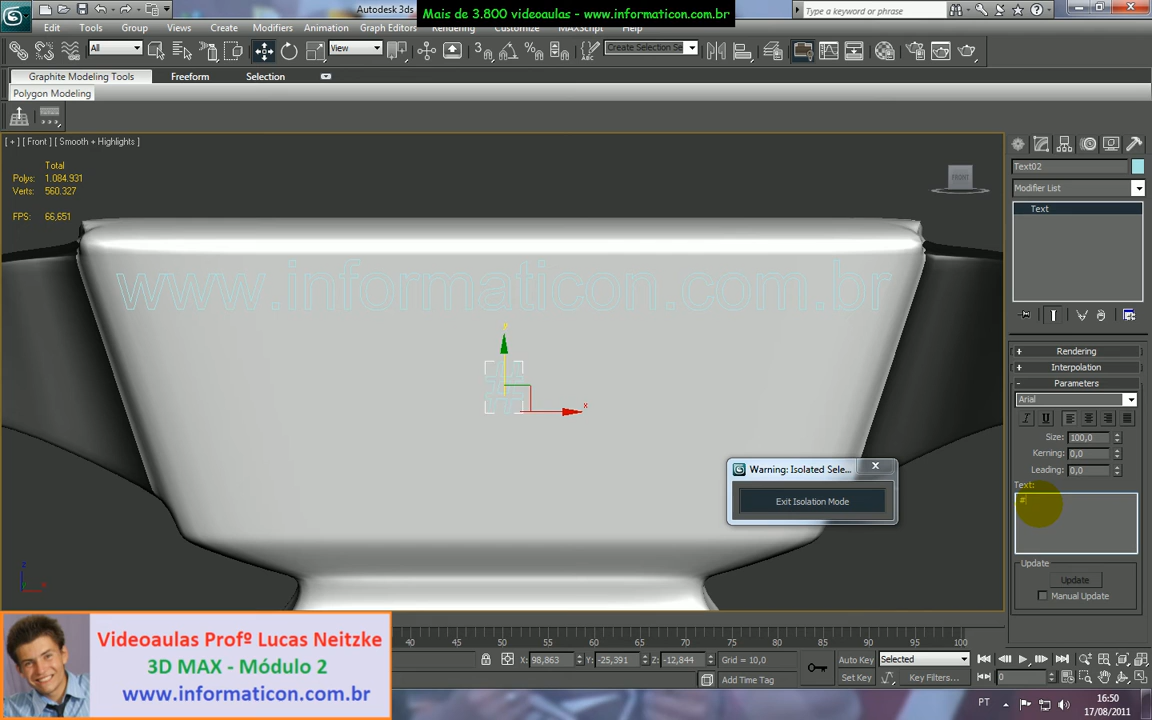 Autodesk 3ds
Mais de 3.800 videoaulas - www.informaticon.com.br
Type a keyword or phrase
Edit Tools Group Views Create Modifiers Animation Graph Editors Rendering Customize MAXScript Help
All
View
Create Selection Se
Graphite Modeling Tools Freeform Selection
Polygon Modeling
[ + ] [ Front ] [ Smooth + Highlights ]
Total
Polys: 1.084.931
Verts: 560.327
FPS: 66,651
FRONT
www.informaticon.com.br
y
x
Text02
Modifier List
Text
Rendering
Interpolation
Parameters
Arial
Size: 100,0
Kerning: 0,0
Leading: 0,0
Text:
#
Update
Update
Manual Update
Warning: Isolated Sele...
Exit Isolation Mode
z
Videoaulas Profº Lucas Neitzke
3D MAX - Módulo 2
www.informaticon.com.br
40 45 50 55 60 65 70 75 80 85 90 95 100
X: 98,863 Y: -25,391 Z: -12,844 Grid = 10,0
Add Time Tag
Auto Key Selected
Set Key Key Filters...
0
PT
16:50
17/08/2011